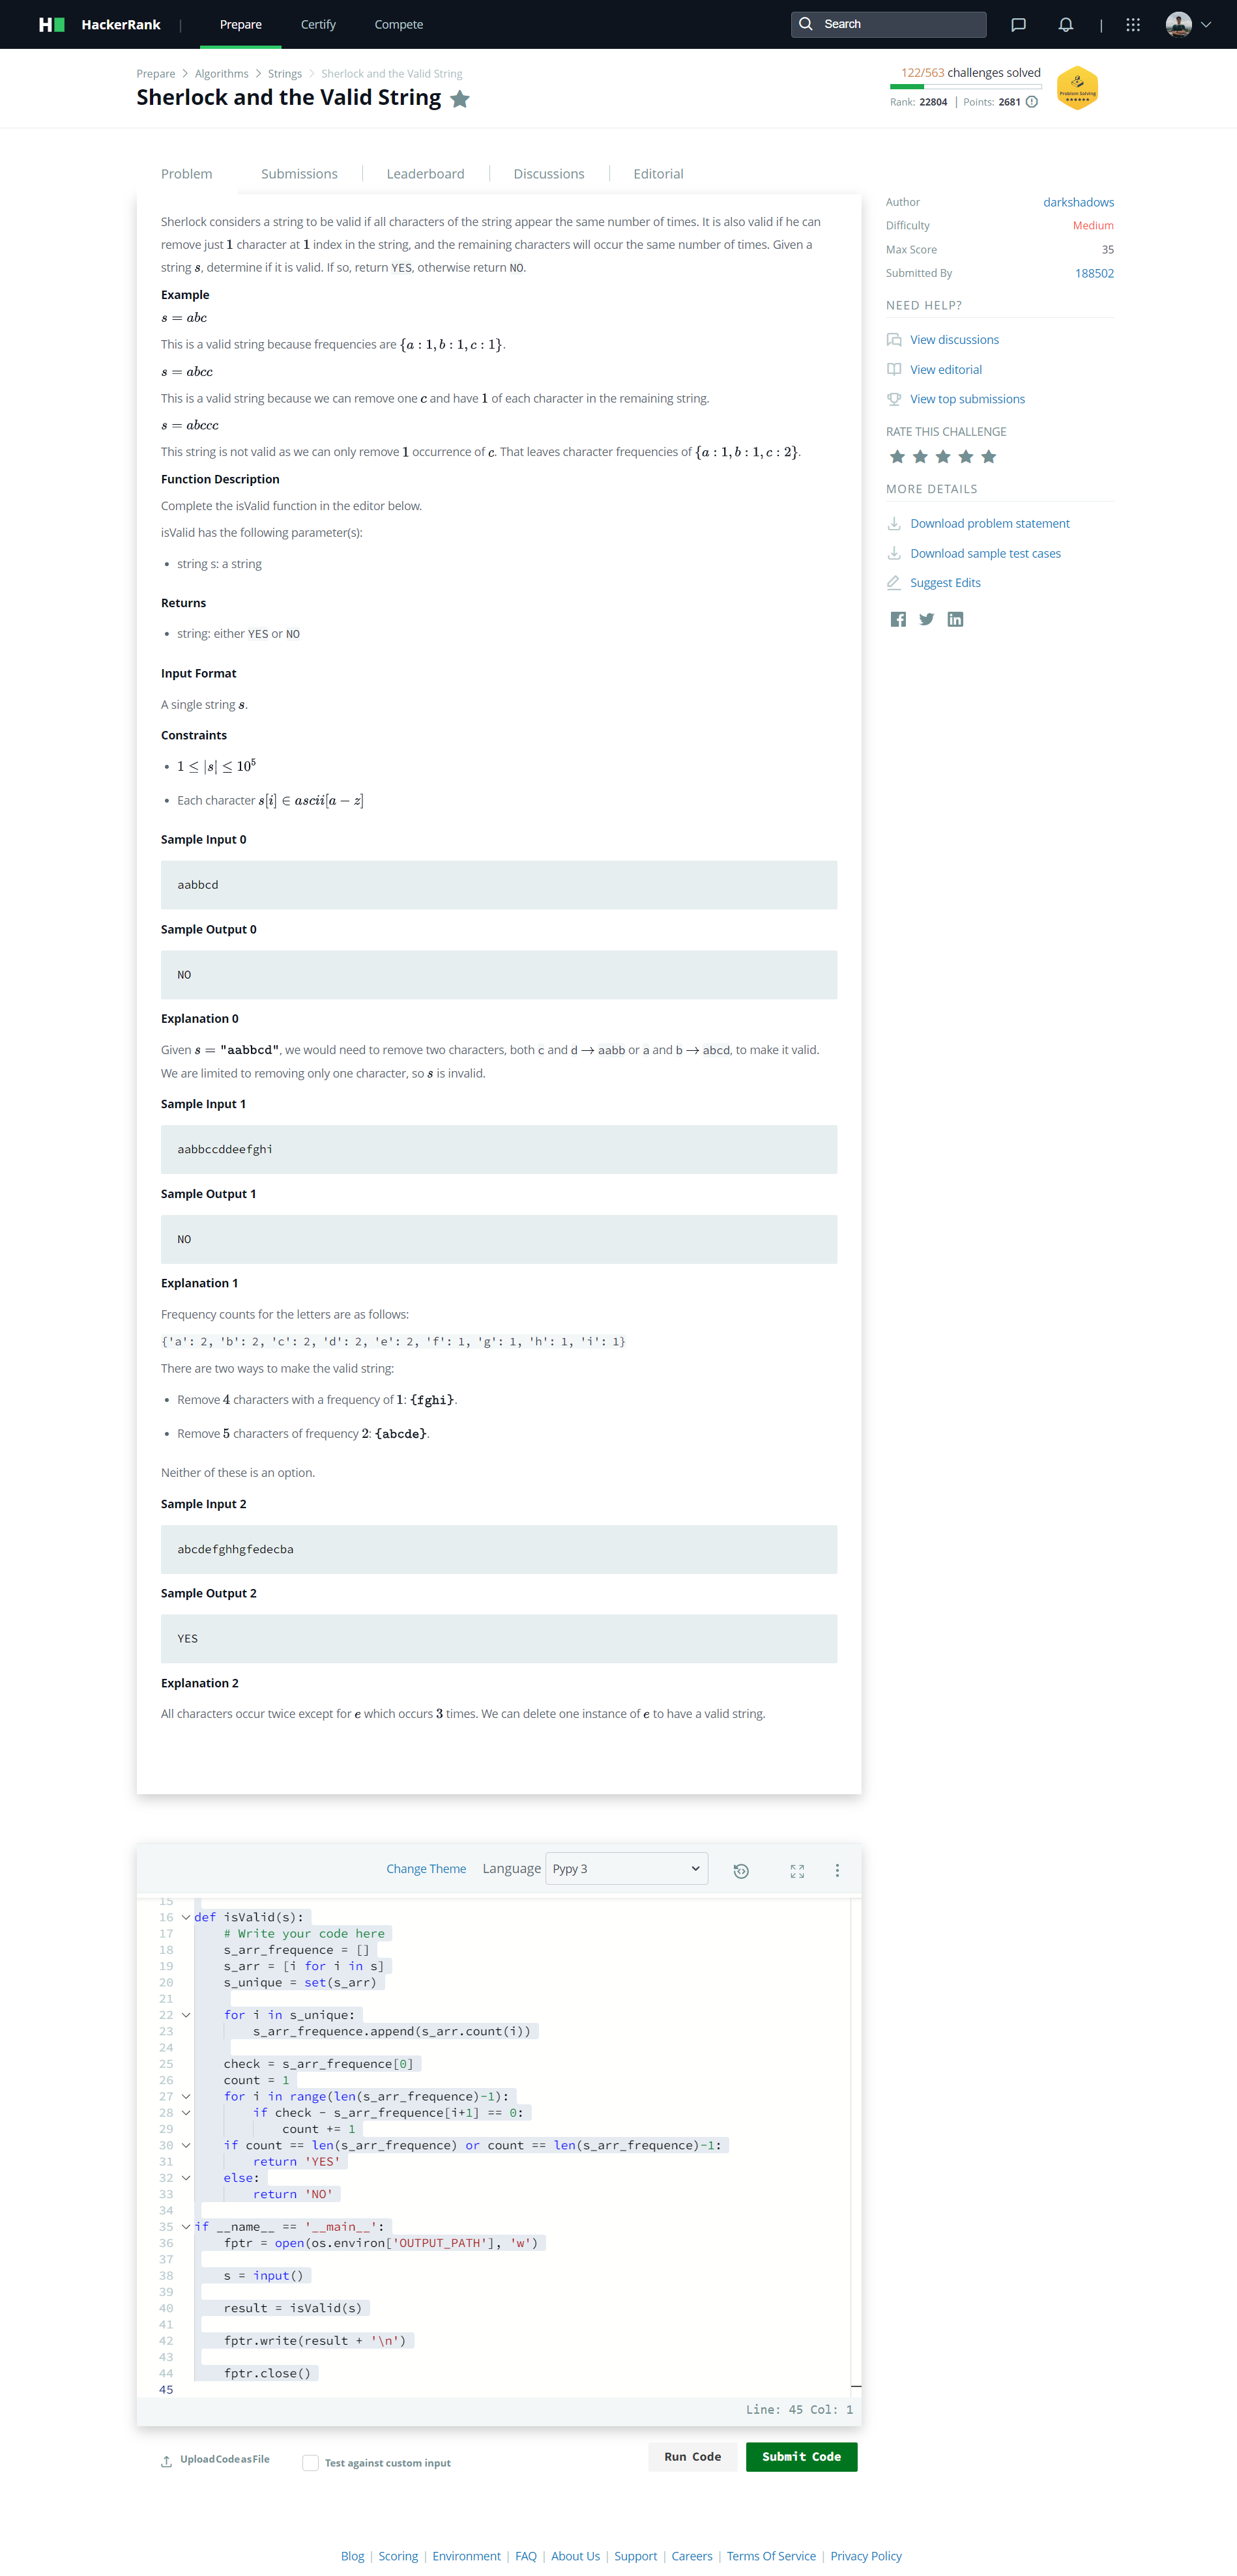 HackerRank | Prepare Certify Compete Search
Prepare > Algorithms > Strings > Sherlock and the Valid String
Sherlock and the Valid String
122/563 challenges solved
Rank: 22804 | Points: 2681
Problem Solving
Problem Submissions Leaderboard Discussions Editorial
Sherlock considers a string to be valid if all characters of the string appear the same number of times. It is also valid if he can
remove just 1 character at 1 index in the string, and the remaining characters will occur the same number of times. Given a
string s, determine if it is valid. If so, return YES, otherwise return NO.
Example
s = abc
This is a valid string because frequencies are {a : 1, b : 1, c : 1}.
s = abcc
This is a valid string because we can remove one c and have 1 of each character in the remaining string.
s = abccc
This string is not valid as we can only remove 1 occurrence of c. That leaves character frequencies of {a : 1, b : 1, c : 2}.
Function Description
Complete the isValid function in the editor below.
isValid has the following parameter(s):
• string s: a string
Returns
• string: either YES or NO
Input Format
A single string s.
Constraints
• 1 ≤ |s| ≤ 10⁵
• Each character s[i] ∈ ascii[a − z]
Sample Input 0
aabbcd
Sample Output 0
NO
Explanation 0
Given s = "aabbcd", we would need to remove two characters, both c and d → aabb or a and b → abcd, to make it valid.
We are limited to removing only one character, so s is invalid.
Sample Input 1
aabbccddeefghi
Sample Output 1
NO
Explanation 1
Frequency counts for the letters are as follows:
{'a': 2, 'b': 2, 'c': 2, 'd': 2, 'e': 2, 'f': 1, 'g': 1, 'h': 1, 'i': 1}
There are two ways to make the valid string:
• Remove 4 characters with a frequency of 1: {fghi}.
• Remove 5 characters of frequency 2: {abcde}.
Neither of these is an option.
Sample Input 2
abcdefghhgfedecba
Sample Output 2
YES
Explanation 2
All characters occur twice except for e which occurs 3 times. We can delete one instance of e to have a valid string.
Author darkshadows
Difficulty Medium
Max Score 35
Submitted By 188502
NEED HELP?
View discussions
View editorial
View top submissions
RATE THIS CHALLENGE
MORE DETAILS
Download problem statement
Download sample test cases
Suggest Edits
Change Theme Language Pypy 3
15
16 def isValid(s):
17     # Write your code here
18     s_arr_frequence = []
19     s_arr = [i for i in s]
20     s_unique = set(s_arr)
21
22     for i in s_unique:
23         s_arr_frequence.append(s_arr.count(i))
24
25     check = s_arr_frequence[0]
26     count = 1
27     for i in range(len(s_arr_frequence)-1):
28         if check - s_arr_frequence[i+1] == 0:
29             count += 1
30     if count == len(s_arr_frequence) or count == len(s_arr_frequence)-1:
31         return 'YES'
32     else:
33         return 'NO'
34
35 if __name__ == '__main__':
36     fptr = open(os.environ['OUTPUT_PATH'], 'w')
37
38     s = input()
39
40     result = isValid(s)
41
42     fptr.write(result + '\n')
43
44     fptr.close()
45
Line: 45 Col: 1
Upload Code as File Test against custom input Run Code Submit Code
Blog | Scoring | Environment | FAQ | About Us | Support | Careers | Terms Of Service | Privacy Policy